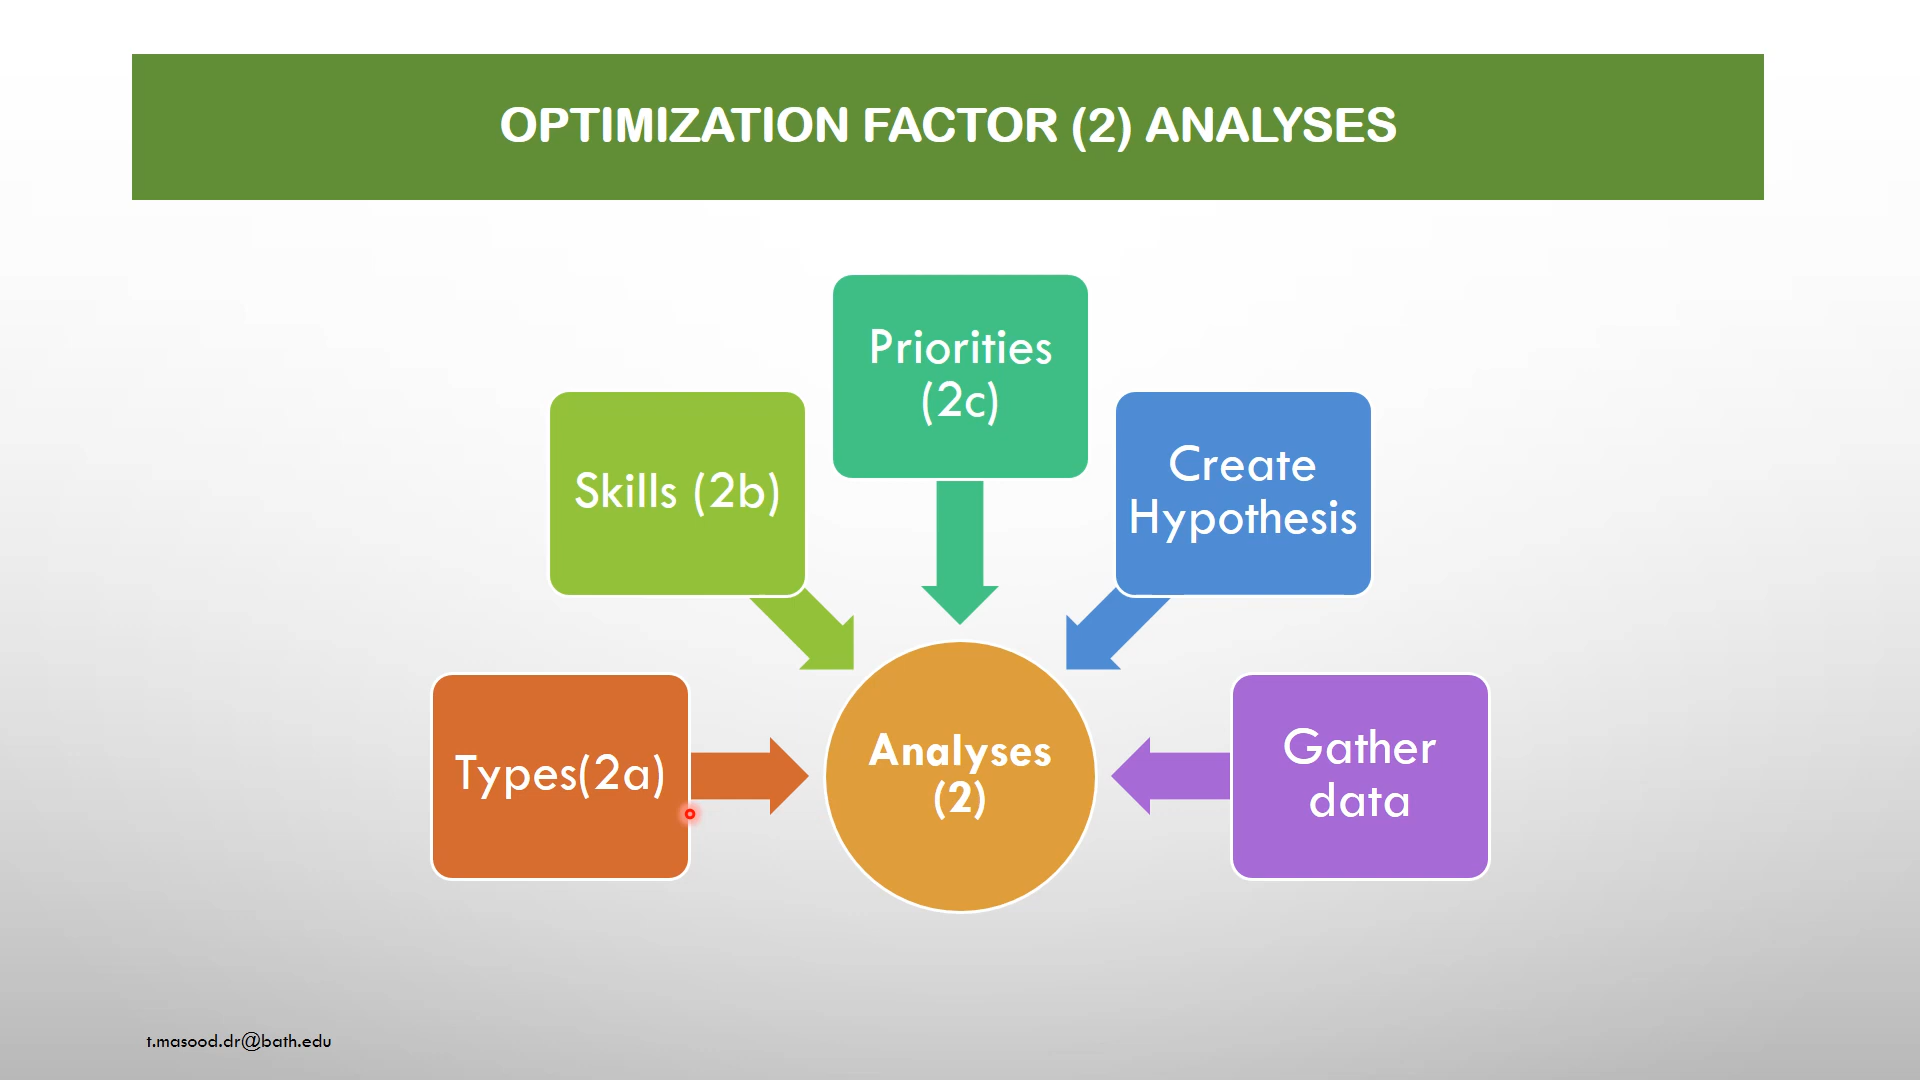 OPTIMIZATION FACTOR (2) ANALYSES
Priorities
(2c)
Skills (2b)
Create
Hypothesis
Types(2a)
Analyses
(2)
Gather
data
t.masood.dr@bath.edu